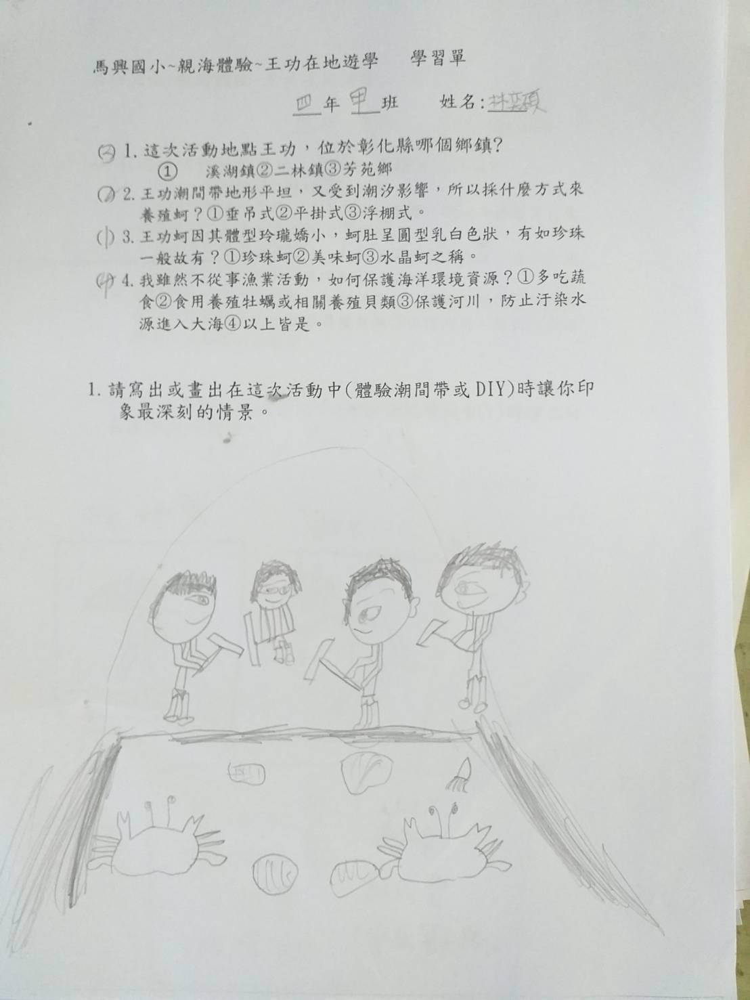 馬興國小~親海體驗~王功在地遊學 學習單
四年甲班 姓名:林奕碩
(2) 1. 這次活動地點王功，位於彰化縣哪個鄉鎮?
① 溪湖鎮②二林鎮③芳苑鄉
(2) 2. 王功潮間帶地形平坦，又受到潮汐影響，所以採什麼方式來
養殖蚵？①垂吊式②平掛式③浮棚式。
(1) 3. 王功蚵因其體型玲瓏嬌小，蚵肚呈圓型乳白色狀，有如珍珠
一般故有？①珍珠蚵②美味蚵③水晶蚵之稱。
(4) 4. 我雖然不從事漁業活動，如何保護海洋環境資源？①多吃蔬
食②食用養殖牡蠣或相關養殖貝類③保護河川，防止汙染水
源進入大海④以上皆是。
1. 請寫出或畫出在這次活動中(體驗潮間帶或 DIY)時讓你印
象最深刻的情景。